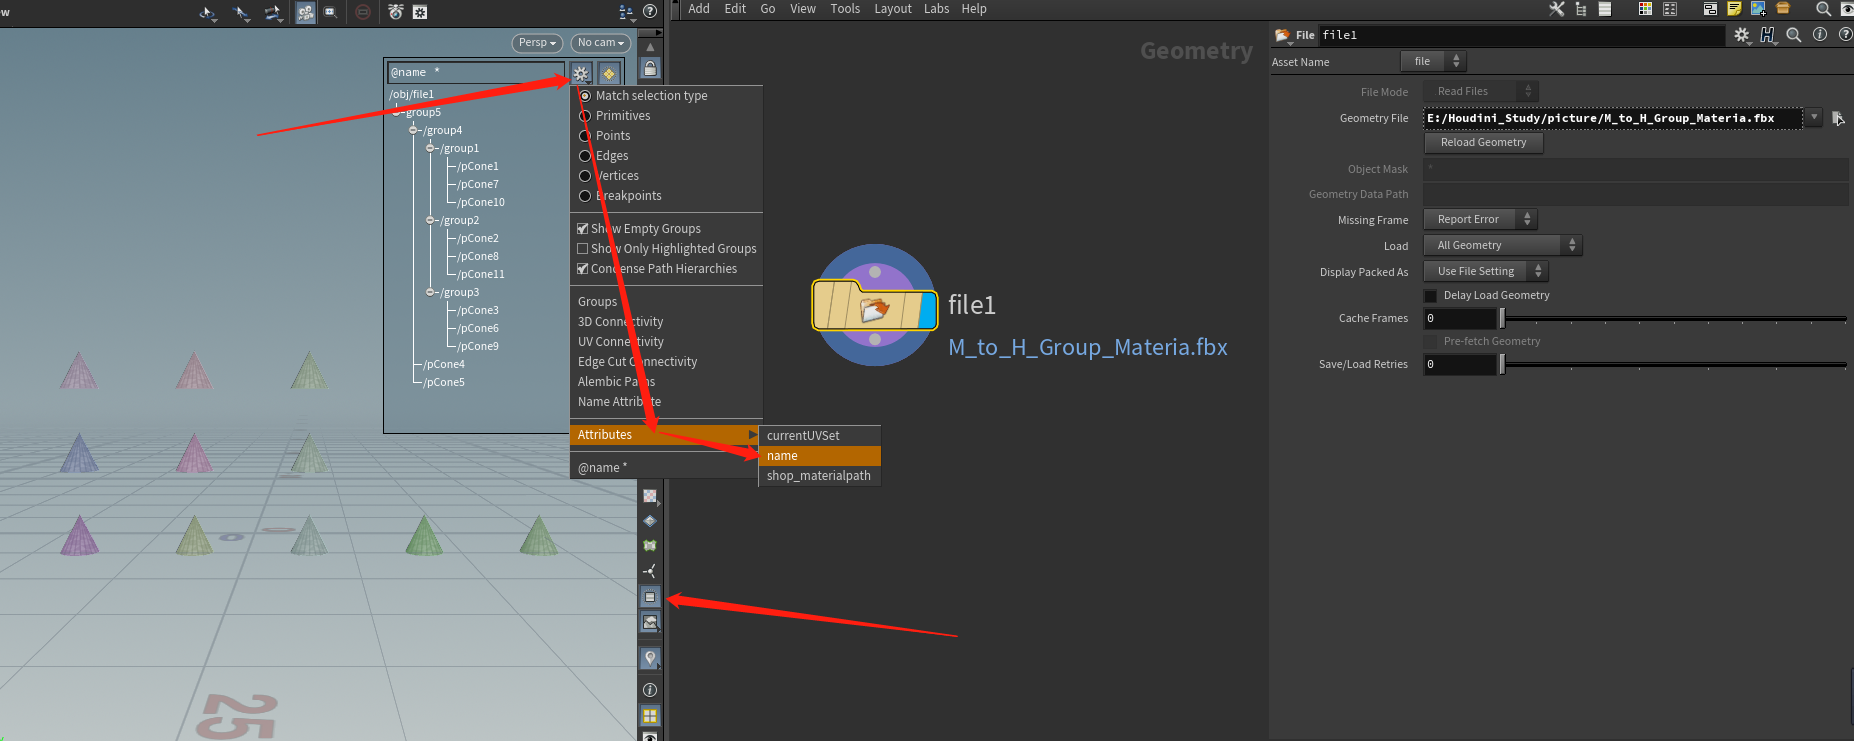 ew
Add Edit Go View Tools Layout Labs Help
Persp
No cam
@name *
/obj/file1
group5
/group4
/group1
/pCone1
/pCone7
/pCone10
/group2
/pCone2
/pCone8
/pCone11
/group3
/pCone3
/pCone6
/pCone9
/pCone4
/pCone5
Match selection type
Primitives
Points
Edges
Vertices
Breakpoints
Show Empty Groups
Show Only Highlighted Groups
Condense Path Hierarchies
Groups
3D Connectivity
UV Connectivity
Edge Cut Connectivity
Alembic Paths
Name Attribute
Attributes
@name *
currentUVSet
name
shop_materialpath
25
Geometry
file1
M_to_H_Group_Materia.fbx
File file1
Asset Name file
File Mode Read Files
Geometry File E:/Houdini_Study/picture/M_to_H_Group_Materia.fbx
Reload Geometry
Object Mask *
Geometry Data Path
Missing Frame Report Error
Load All Geometry
Display Packed As Use File Setting
Delay Load Geometry
Cache Frames 0
Pre-fetch Geometry
Save/Load Retries 0